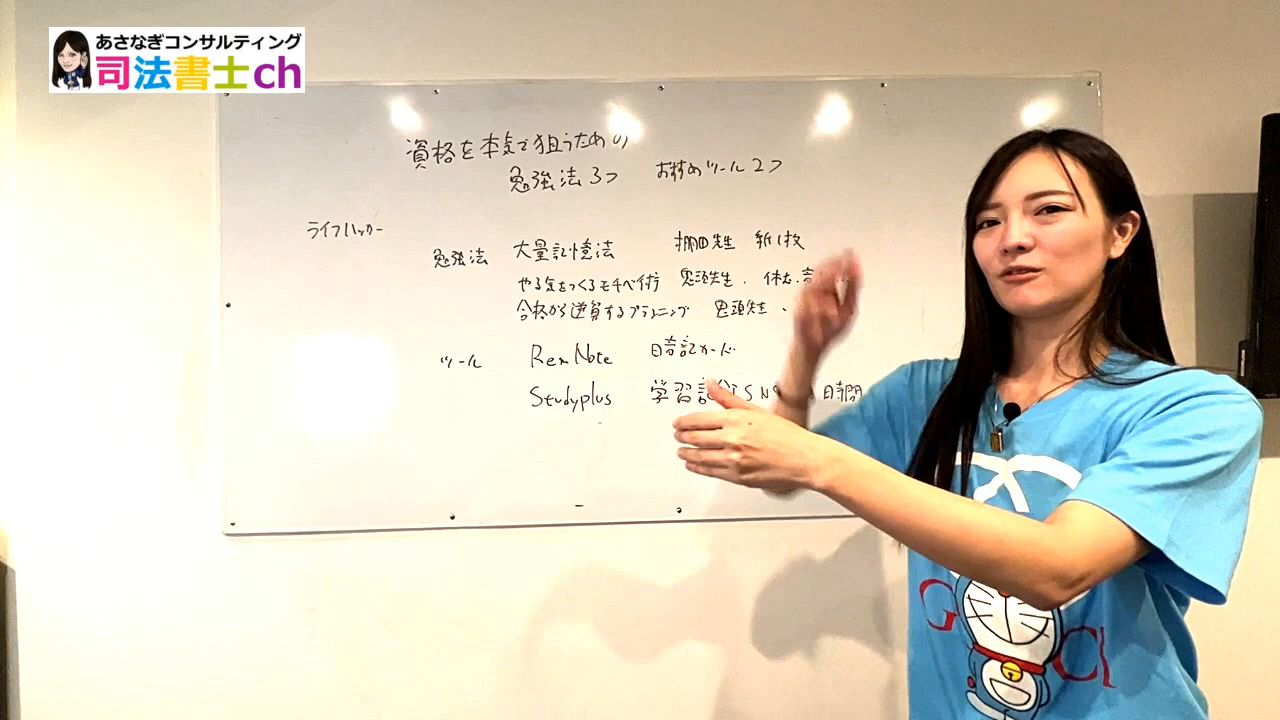 あさなぎコンサルティング
司法書士ch
資格を本気で狙うための
勉強法3つ おすすめツール2つ
ライフハッカー
勉強法 大量記憶法 棚田先生 新1枚
やる気をつくるモチベ術 鬼頭先生、休む、音
合格から逆算するプランニング 鬼頭先生、
ツール RemNote 暗記カード
Studyplus 学習記録SNS 時間
G C